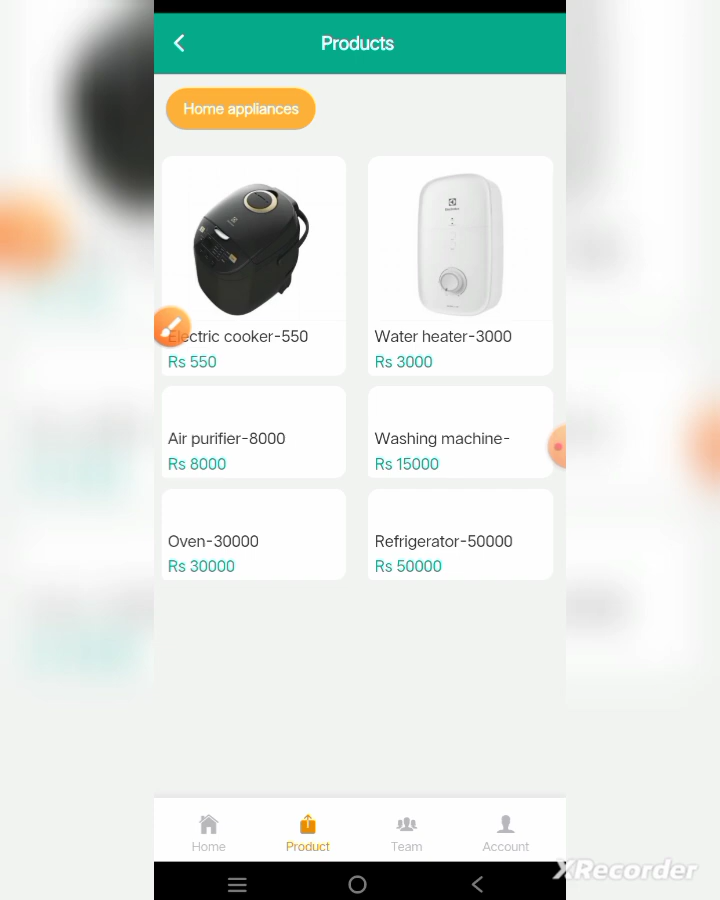 Products
Home appliances
Electric cooker-550
Rs 550
Water heater-3000
Rs 3000
Air purifier-8000
Rs 8000
Washing machine-
Rs 15000
Oven-30000
Rs 30000
Refrigerator-50000
Rs 50000
Home
Product
Team
Account
XRecorder